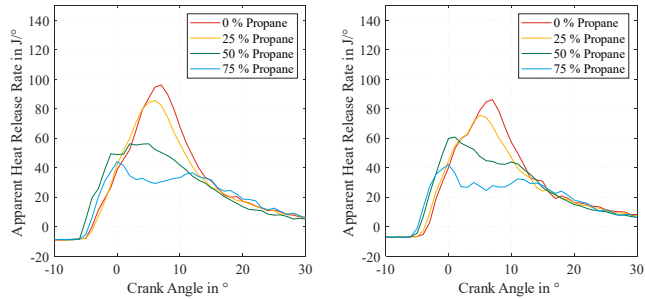 140
120
100
80
60
40
20
0
-20
Apparent Heat Release Rate in J/°
0 % Propane
25 % Propane
50 % Propane
75 % Propane
-10 0 10 20 30
Crank Angle in °
140
120
100
80
60
40
20
0
-20
Apparent Heat Release Rate in J/°
0 % Propane
25 % Propane
50 % Propane
75 % Propane
-10 0 10 20 30
Crank Angle in °